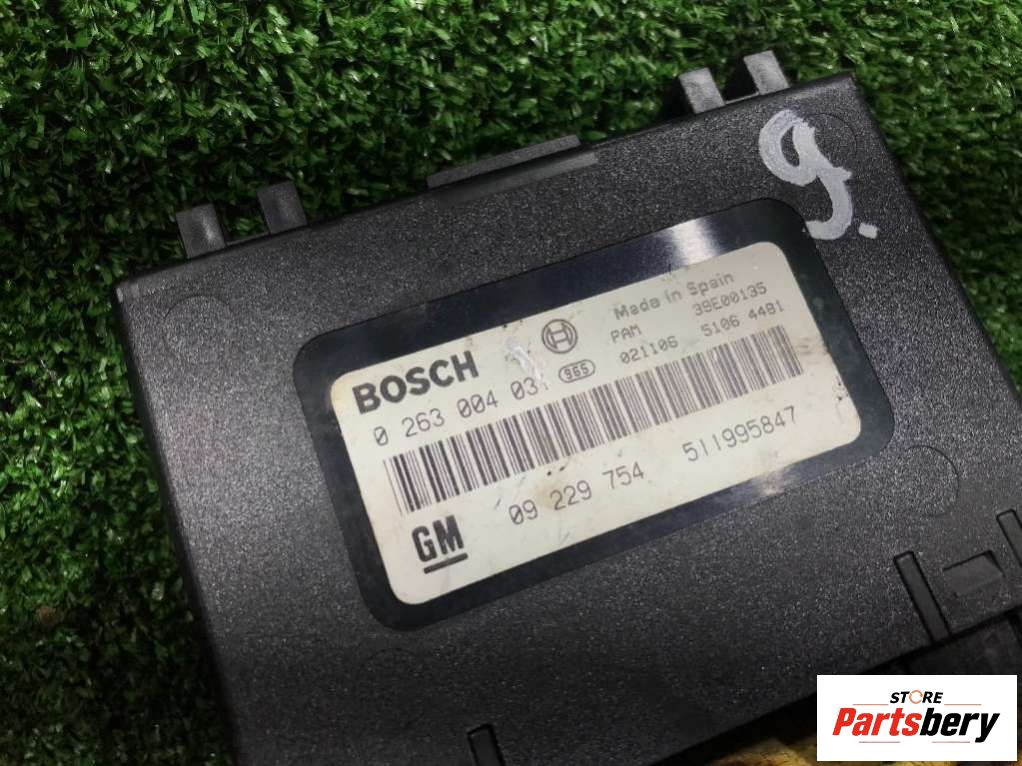 9.
Made in Spain
BOSCH PAM 38E00135
0 263 004 031 965 021106 5106 4481
GM 09 229 754 511995847
STORE
Partsbery